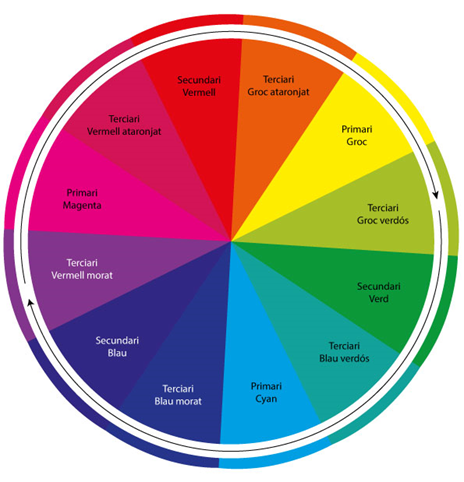 Secundari
Vermell
Terciari
Groc ataronjat
Primari
Groc
Terciari
Groc verdós
Secundari
Verd
Terciari
Blau verdós
Primari
Cyan
Terciari
Blau morat
Secundari
Blau
Terciari
Vermell morat
Primari
Magenta
Terciari
Vermell ataronjat